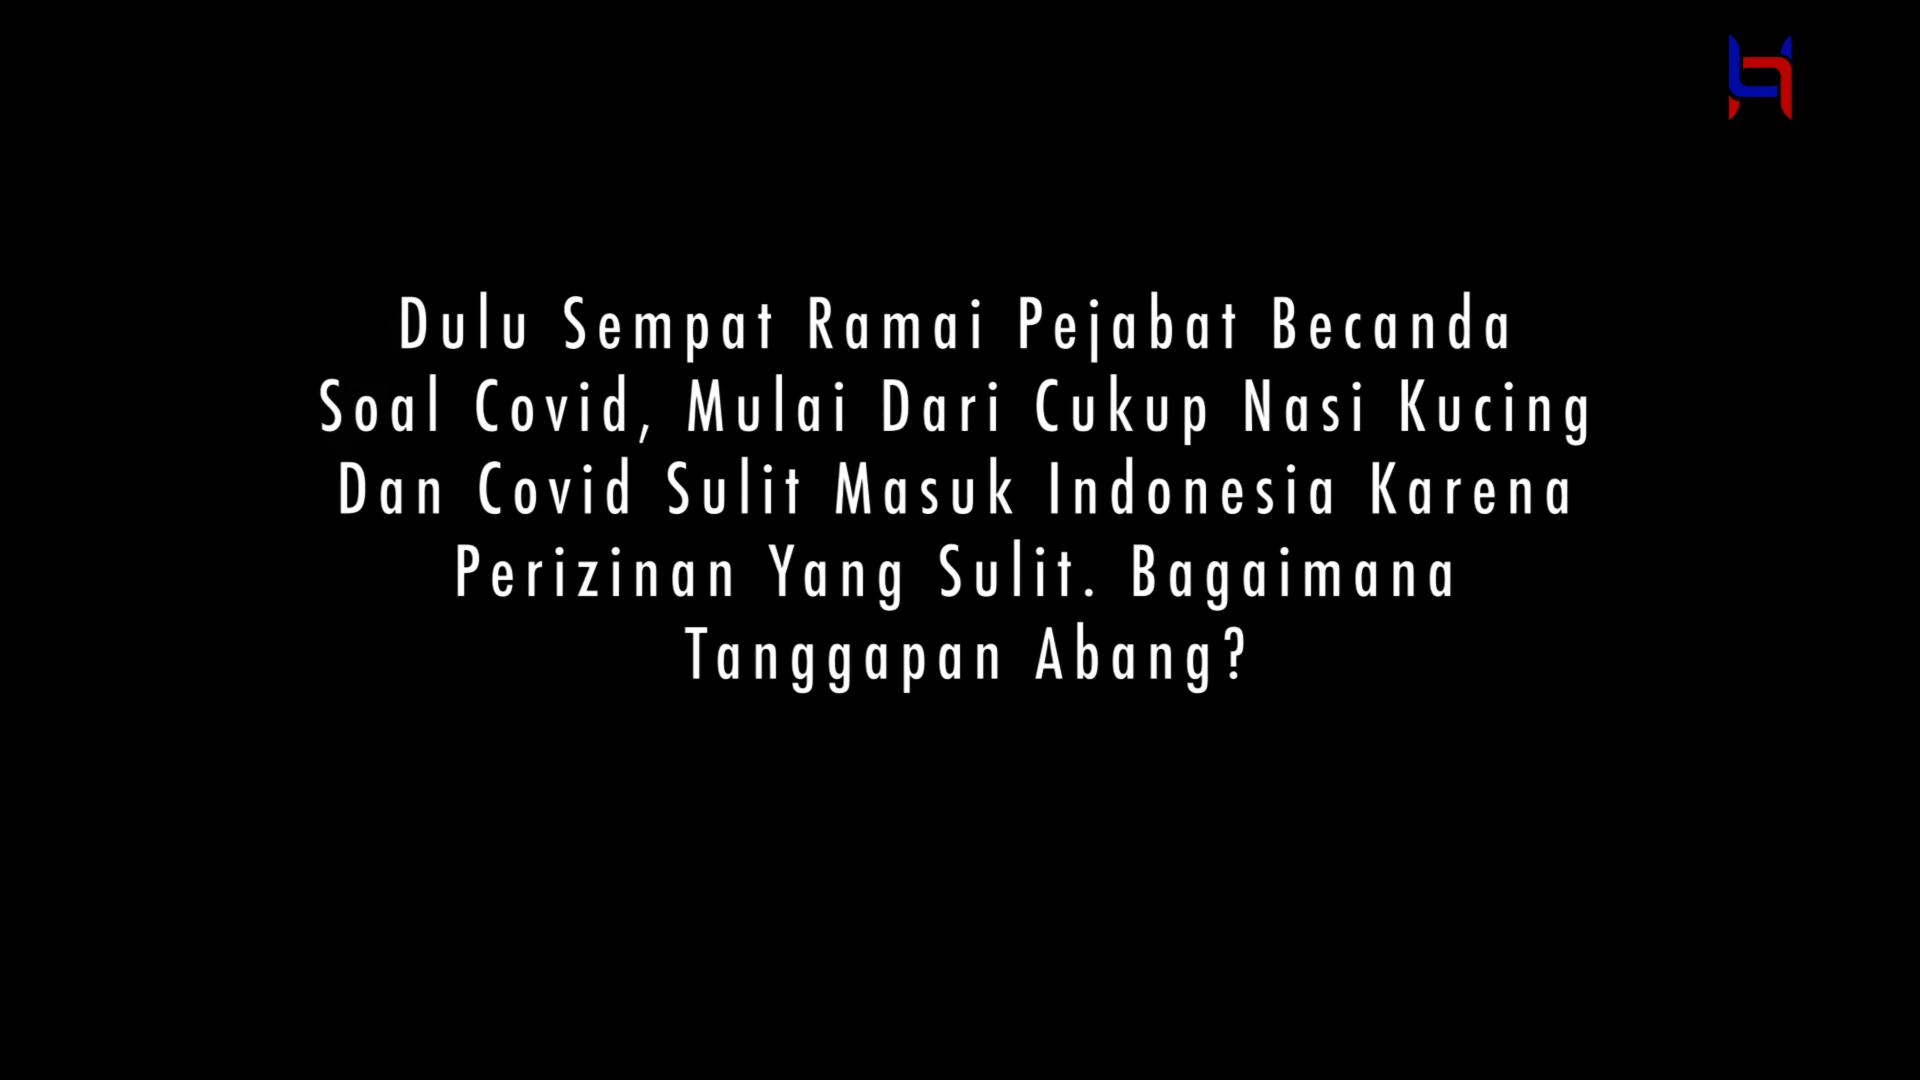 Dulu Sempat Ramai Pejabat Becanda
Soal Covid, Mulai Dari Cukup Nasi Kucing
Dan Covid Sulit Masuk Indonesia Karena
Perizinan Yang Sulit. Bagaimana
Tanggapan Abang?